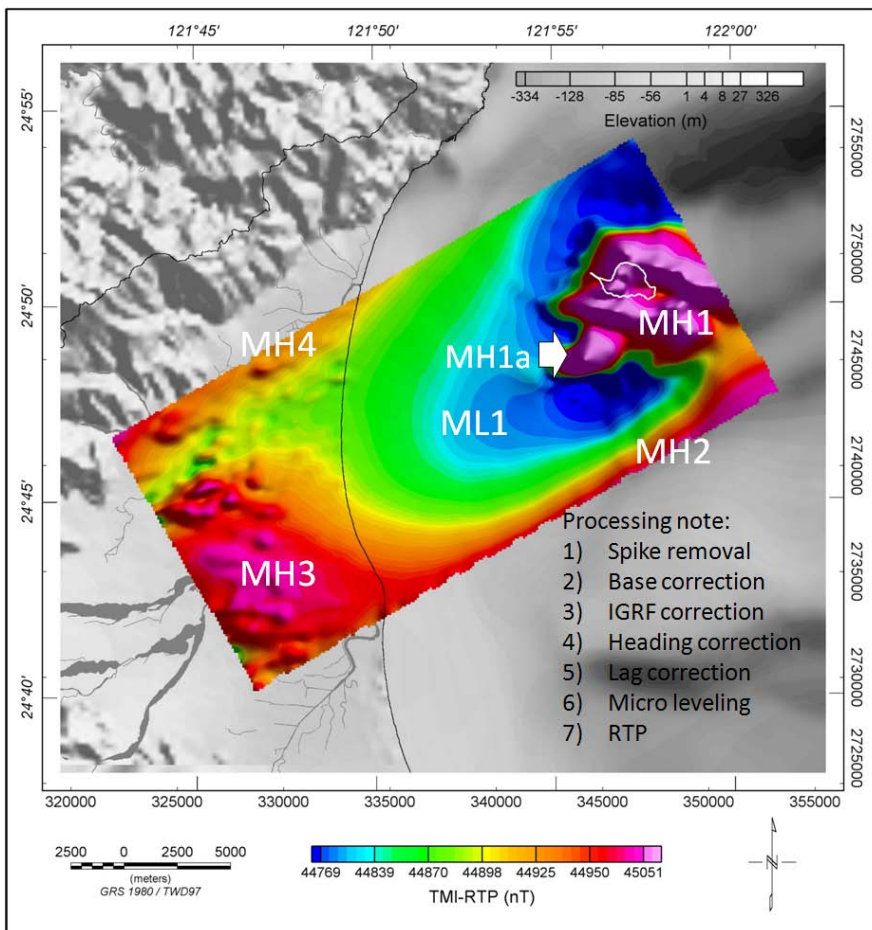 121°45' 121°50' 121°55' 122°00'
24°55'
24°50'
24°45'
24°40'
-334 -128 -85 -56 1 4 8 27 326
Elevation (m)
2755000
2750000
2745000
2740000
2735000
2730000
2725000
MH4
MH1
MH1a
ML1
MH2
MH3
Processing note:
1) Spike removal
2) Base correction
3) IGRF correction
4) Heading correction
5) Lag correction
6) Micro leveling
7) RTP
320000 325000 330000 335000 340000 345000 350000 355000
2500 0 2500 5000
(meters)
GRS 1980 / TWD97
44769 44839 44870 44898 44925 44950 45051
TMI-RTP (nT)
N